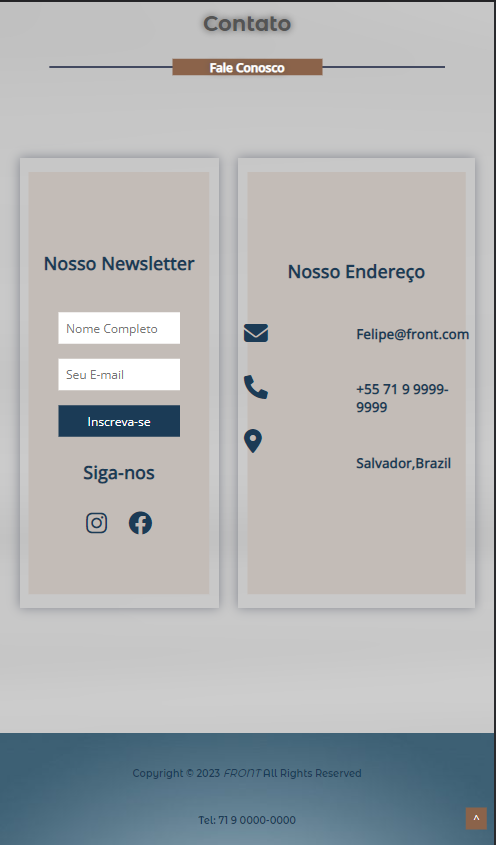 Contato
Fale Conosco
Nosso Newsletter
Nome Completo
Seu E-mail
Inscreva-se
Siga-nos
Nosso Endereço
Felipe@front.com
+55 71 9 9999-
9999
Salvador,Brazil
Copyright © 2023 FRONT All Rights Reserved
Tel: 71 9 0000-0000
^